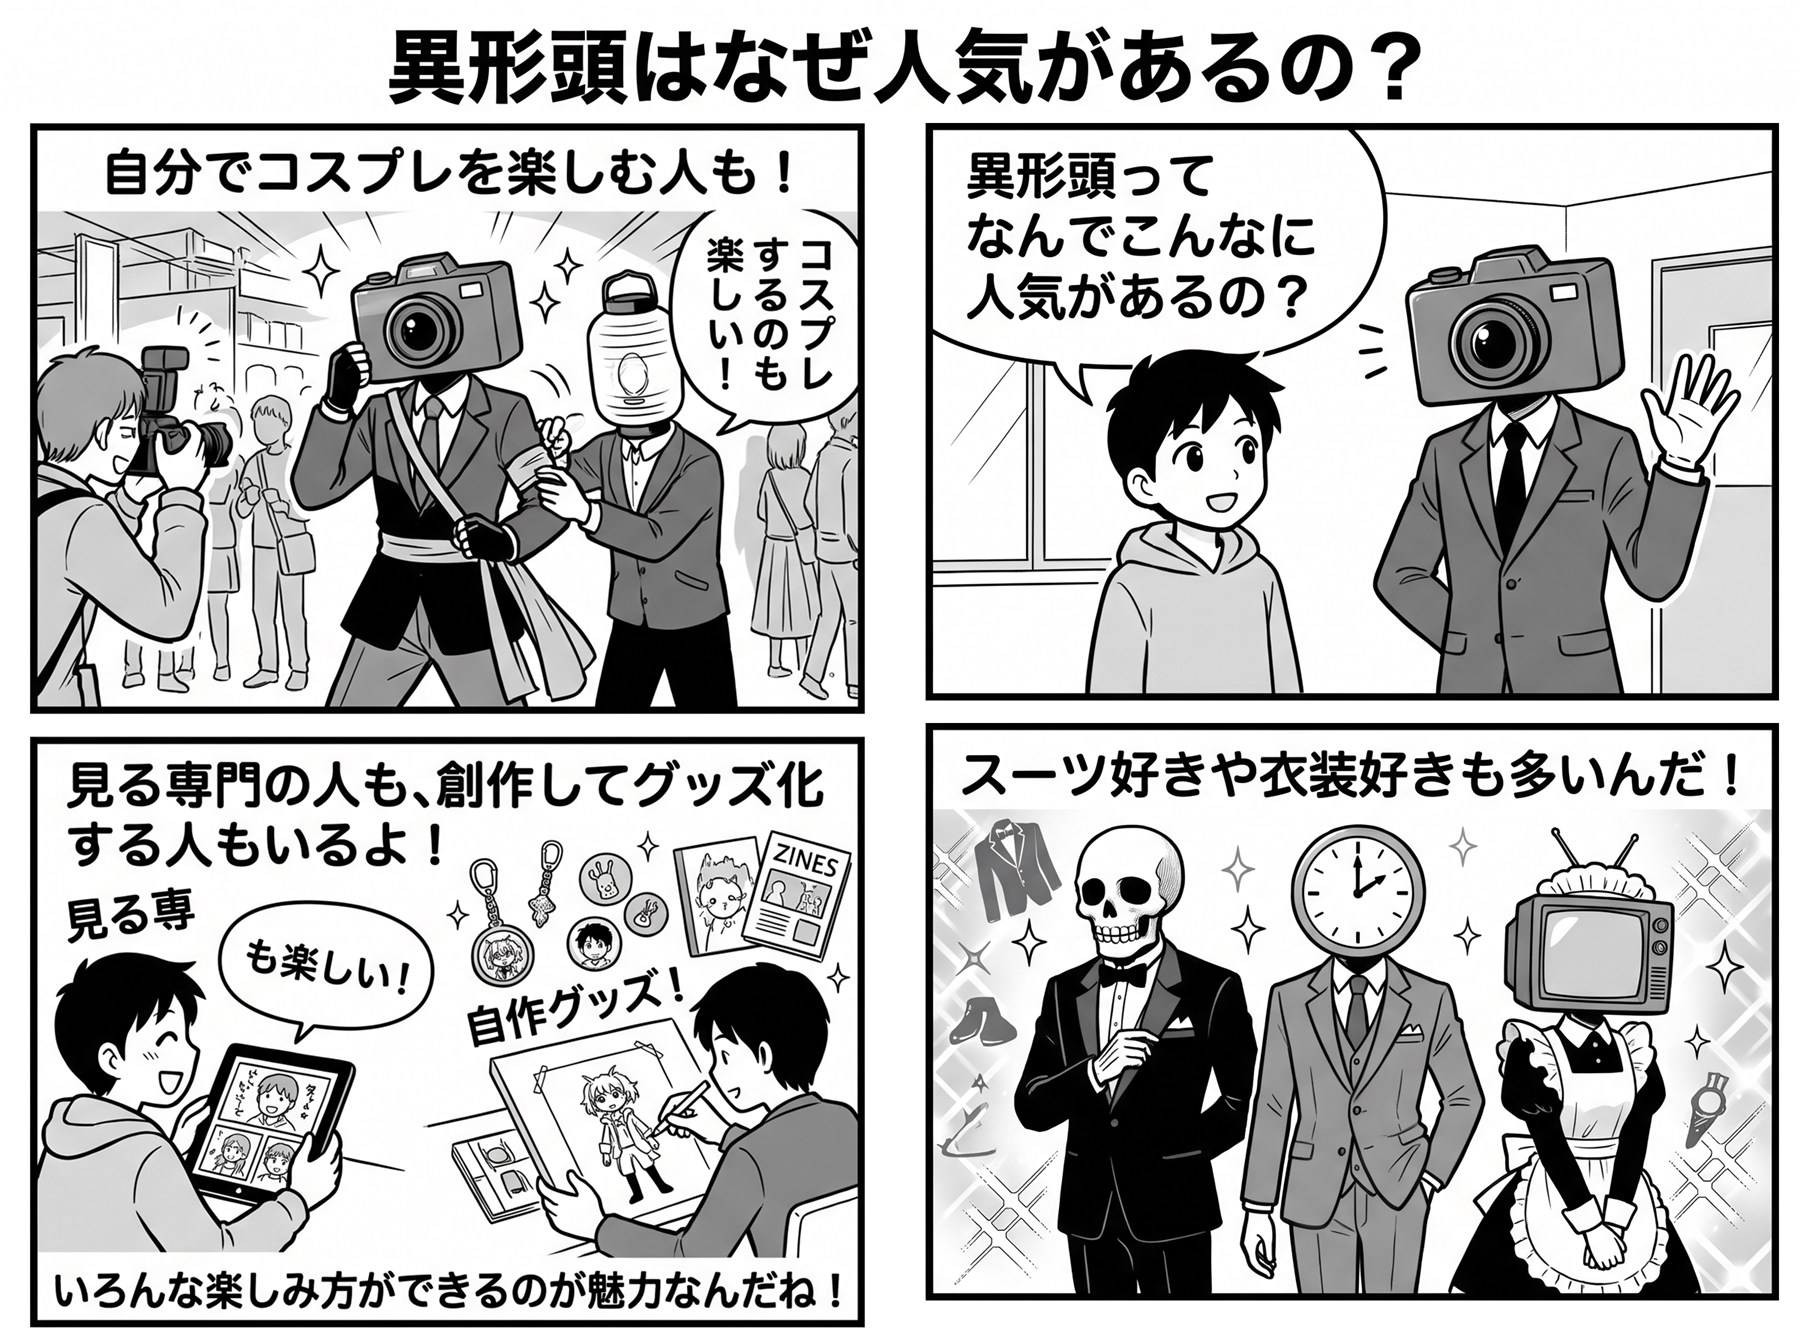 異形頭はなぜ人気があるの？
異形頭って
なんでこんなに
人気があるの？
スーツ好きや衣装好きも多いんだ！
自分でコスプレを楽しむ人も！
コスプレ
するのも
楽しい！
見る専門の人も、創作してグッズ化
する人もいるよ！
見る専
も楽しい！
ZINES
自作グッズ！
いろんな楽しみ方ができるのが魅力なんだね！